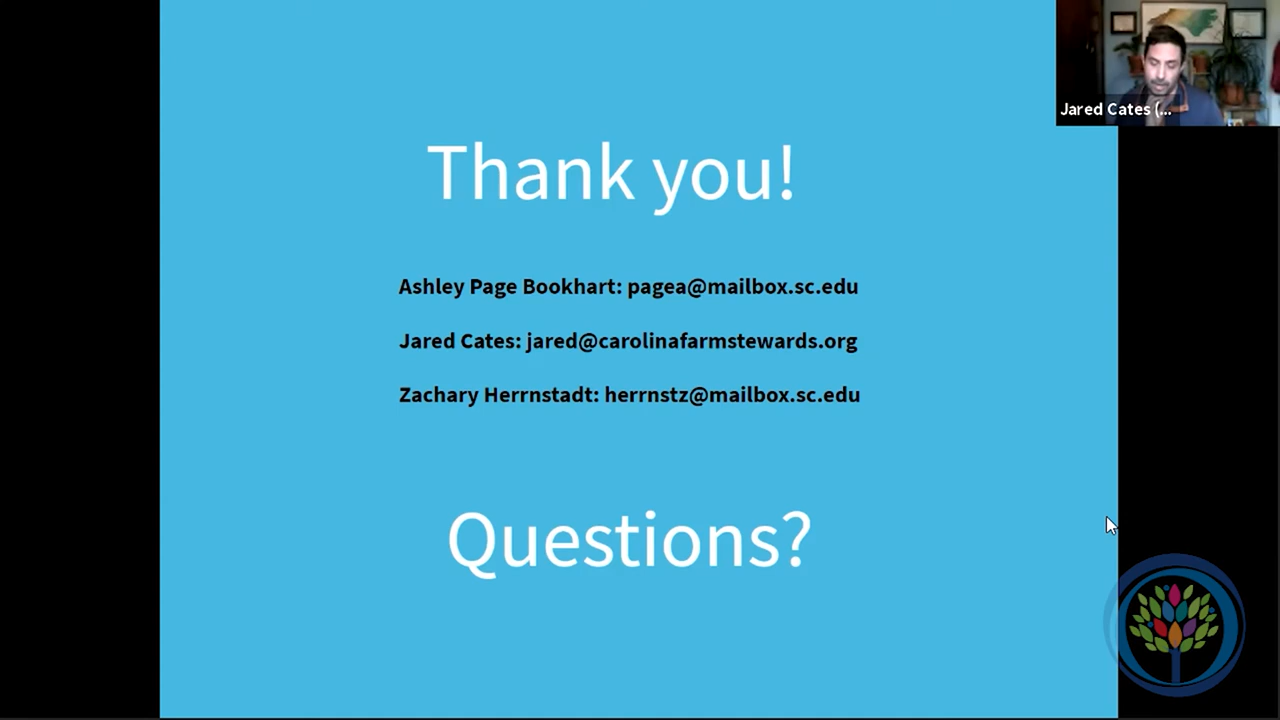 Jared Cates (...
Thank you!
Ashley Page Bookhart: pagea@mailbox.sc.edu
Jared Cates: jared@carolinafarmstewards.org
Zachary Herrnstadt: herrnstz@mailbox.sc.edu
Questions?